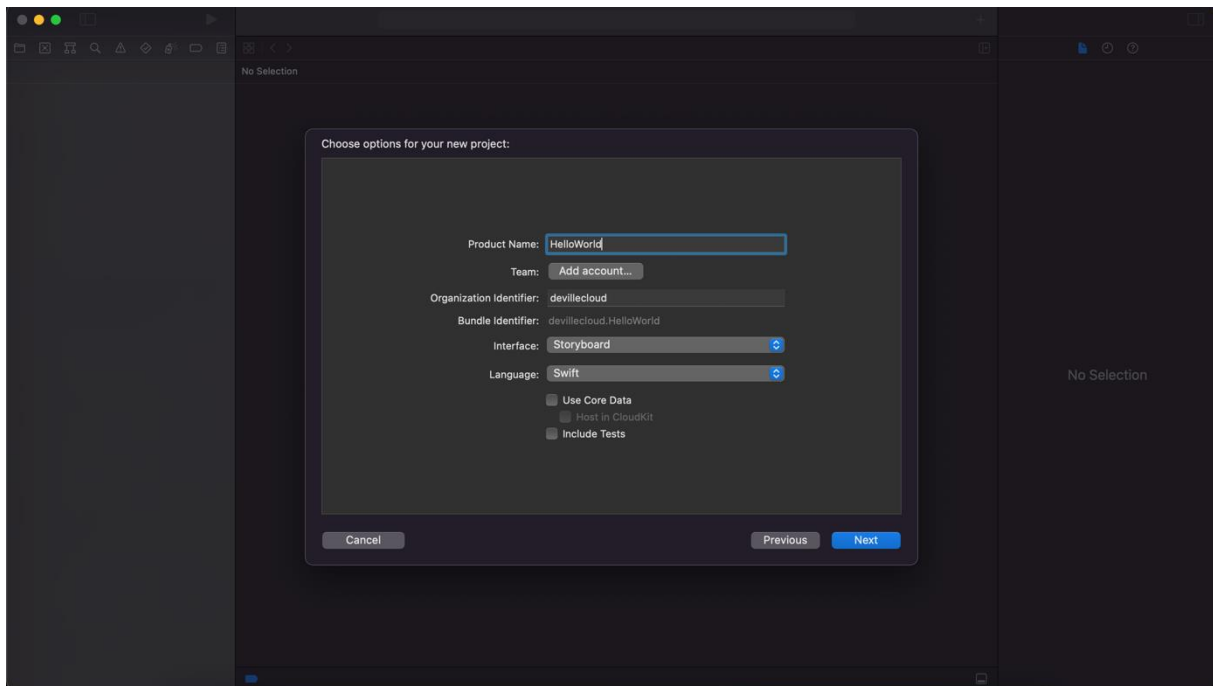 No Selection
Choose options for your new project:
Product Name: HelloWorld
Team: Add account...
Organization Identifier: devillecloud
Bundle Identifier: devillecloud.HelloWorld
Interface: Storyboard
Language: Swift
Use Core Data
Host in CloudKit
Include Tests
Cancel Previous Next
No Selection